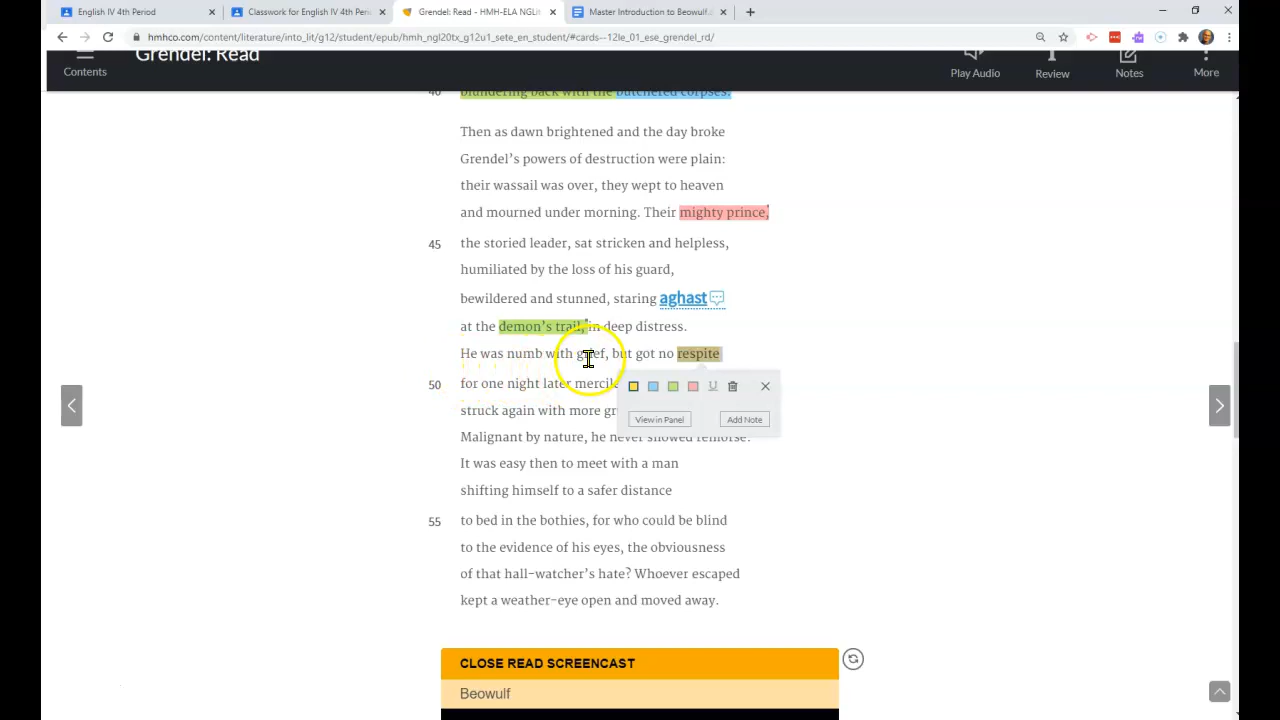 English IV 4th Period
Classwork for English IV 4th Peri
Grendel: Read - HMH-ELA NGLin
Master Introduction to Beowulf.
hmhco.com/content/literature/into_lit/g12/student/epub/hmh_ngl20tx_g12u1_sete_en_student/#cards--12le_01_ese_grendel_rd/
Contents
Grendel: Read
Play Audio
Review
Notes
More
40 blundering back with the butchered corpses.
Then as dawn brightened and the day broke
Grendel's powers of destruction were plain:
their wassail was over, they wept to heaven
and mourned under morning. Their mighty prince,
45 the storied leader, sat stricken and helpless,
humiliated by the loss of his guard,
bewildered and stunned, staring aghast
at the demon's trail, in deep distress.
He was numb with grief, but got no respite
50 for one night later mercile
struck again with more gr
Malignant by nature, he never showed remorse.
It was easy then to meet with a man
shifting himself to a safer distance
55 to bed in the bothies, for who could be blind
to the evidence of his eyes, the obviousness
of that hall-watcher's hate? Whoever escaped
kept a weather-eye open and moved away.
View in Panel
Add Note
CLOSE READ SCREENCAST
Beowulf